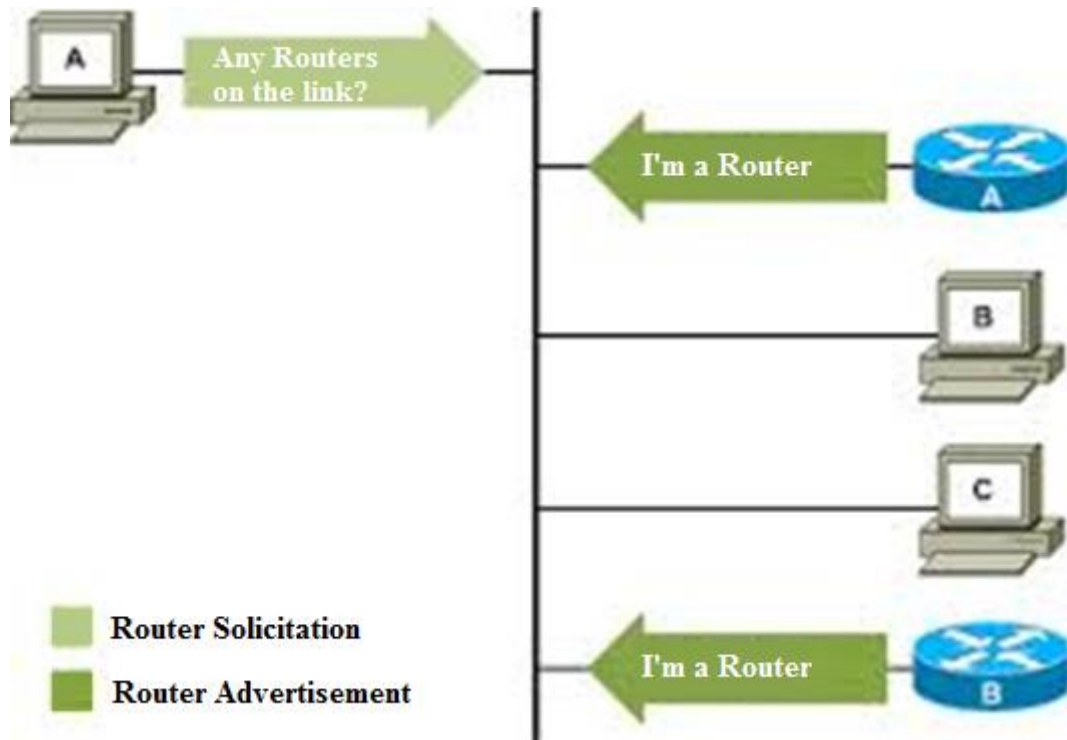 A
Any Routers
on the link?
I'm a Router
A
B
C
Router Solicitation
I'm a Router
Router Advertisement
B